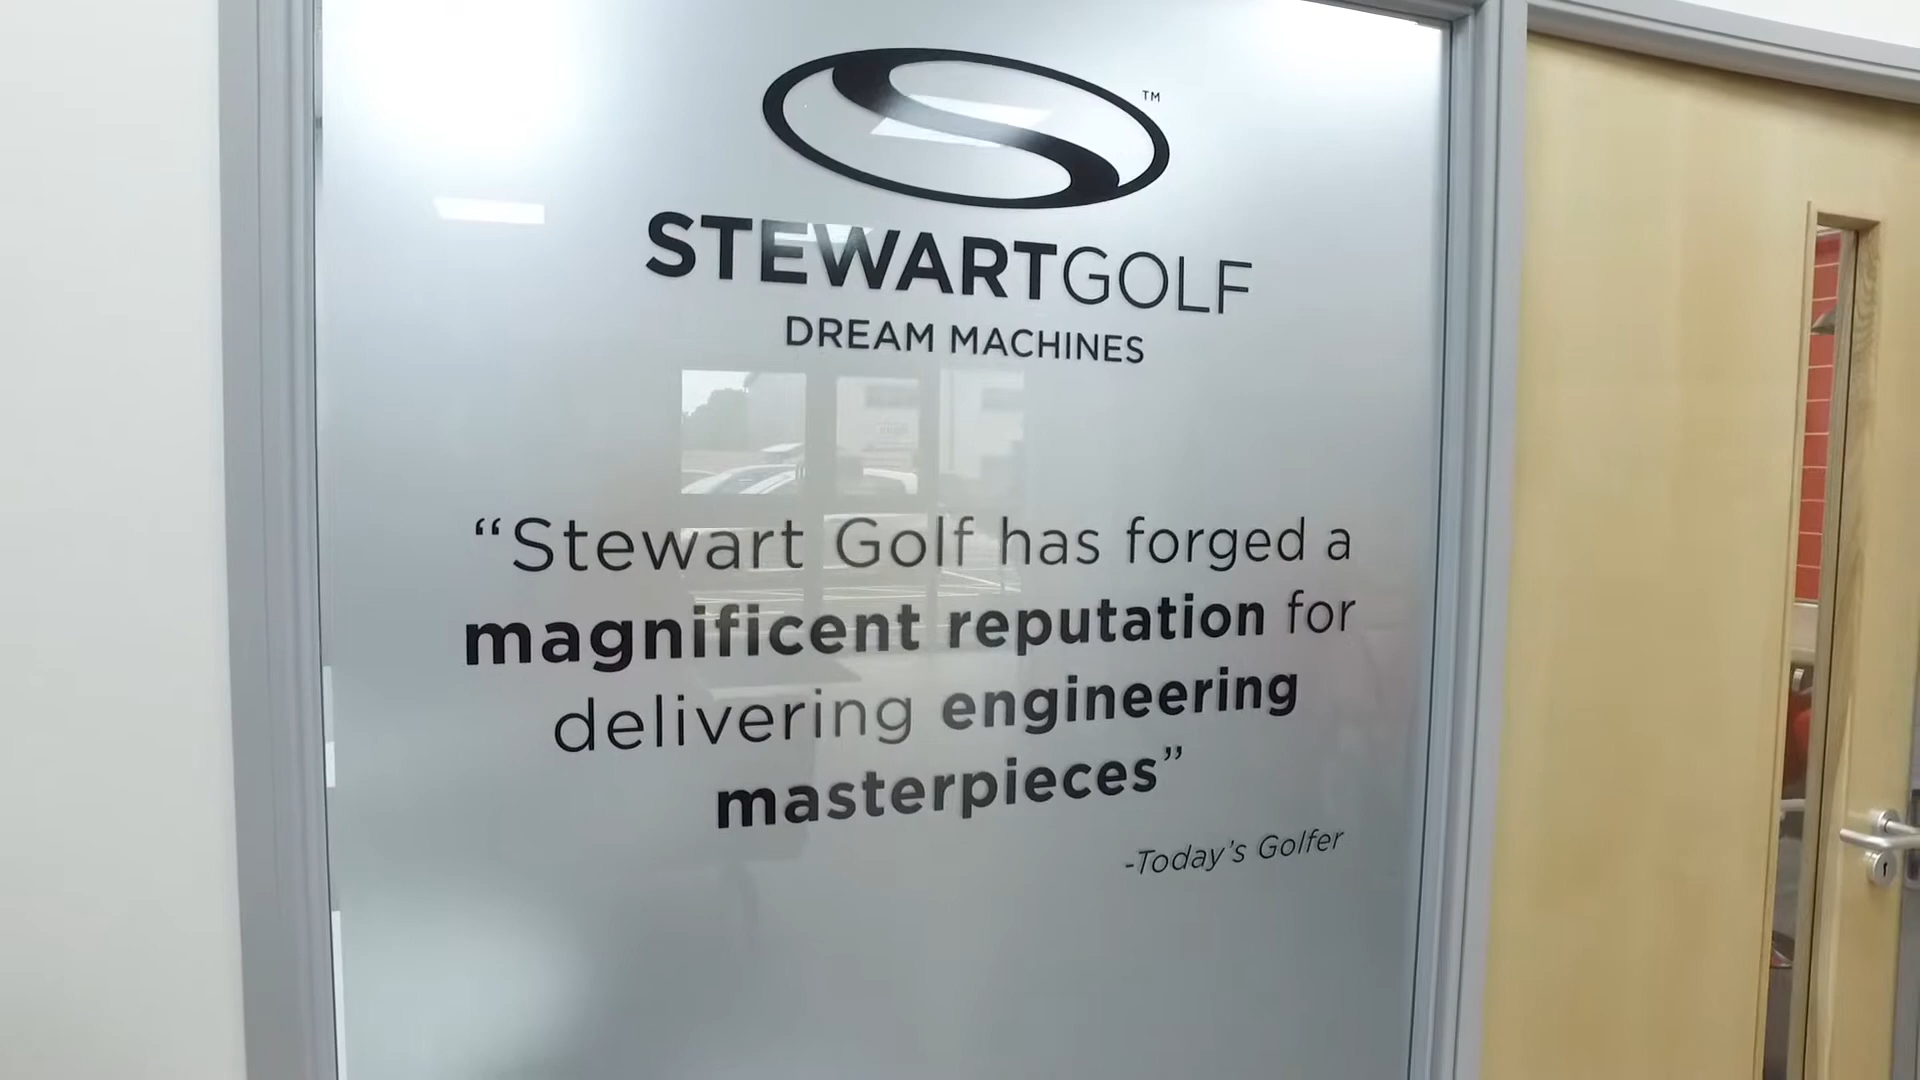 TM
STEWARTGOLF
DREAM MACHINES
“Stewart Golf has forged a
magnificent reputation for
delivering engineering
masterpieces”
-Today's Golfer